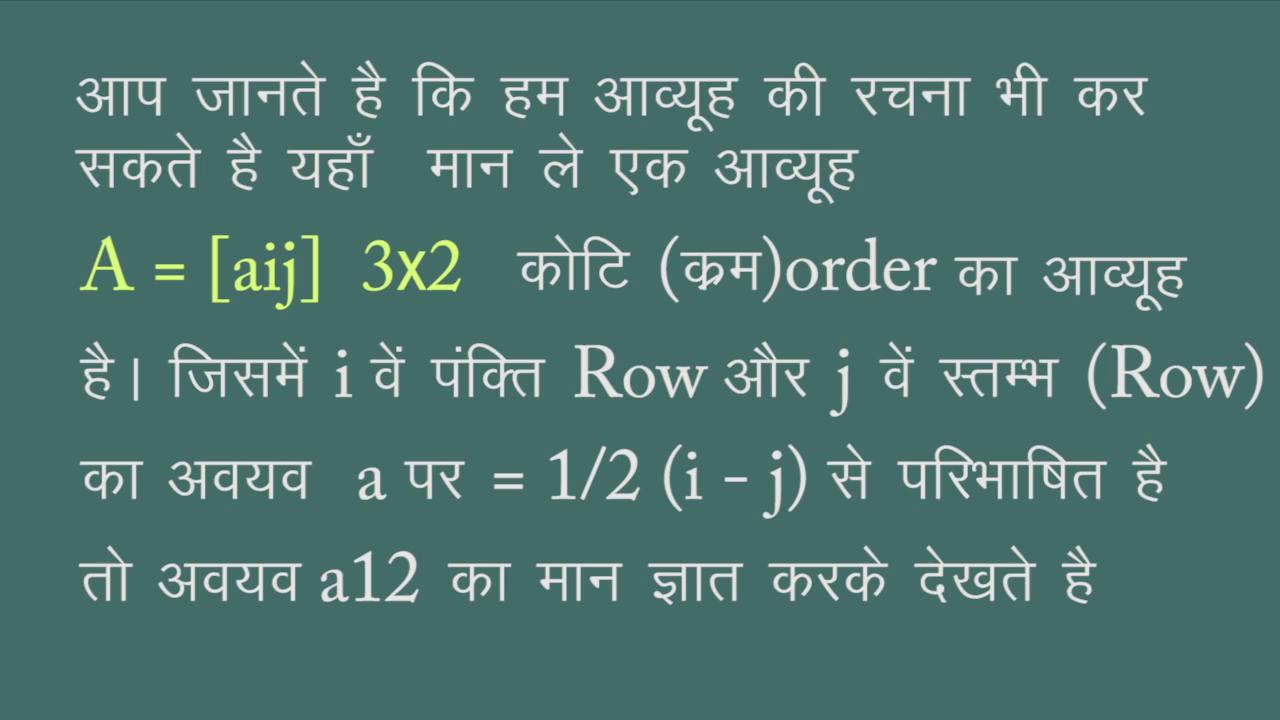 आप जानते है कि हम आव्यूह की रचना भी कर
सकते है यहाँ मान ले एक आव्यूह
A = [aij] 3x2 कोटि (क्रम)order का आव्यूह
है। जिसमें i वें पंक्ति Row और j वें स्तम्भ (Row)
का अवयव a पर = 1/2 (i - j) से परिभाषित है
तो अवयव a12 का मान ज्ञात करके देखते है